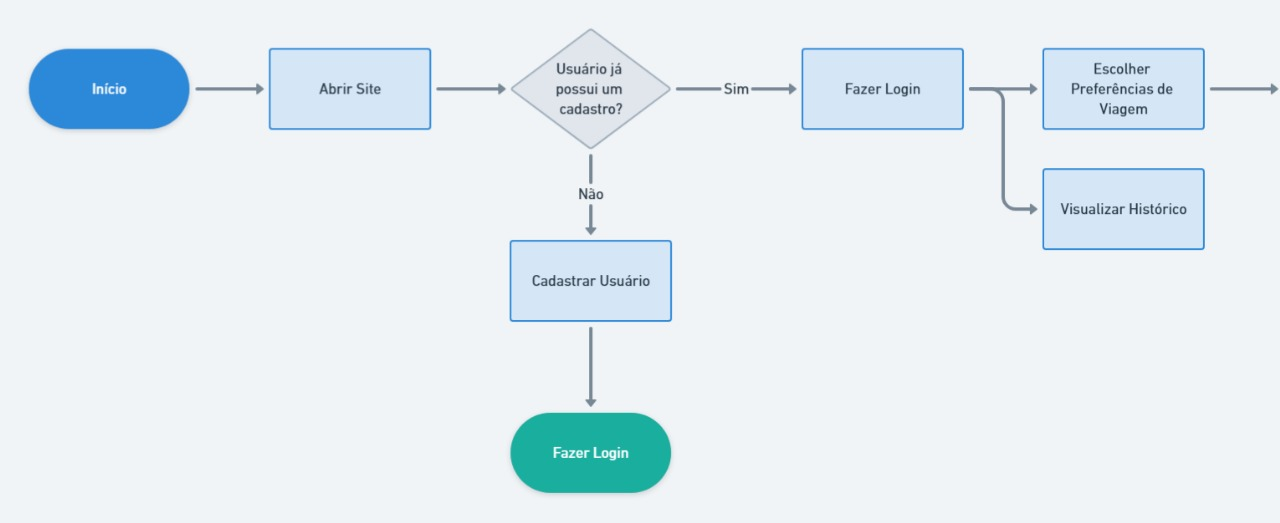 Início
Abrir Site
Usuário já
possui um
cadastro?
Sim
Fazer Login
Escolher
Preferências de
Viagem
Não
Visualizar Histórico
Cadastrar Usuário
Fazer Login